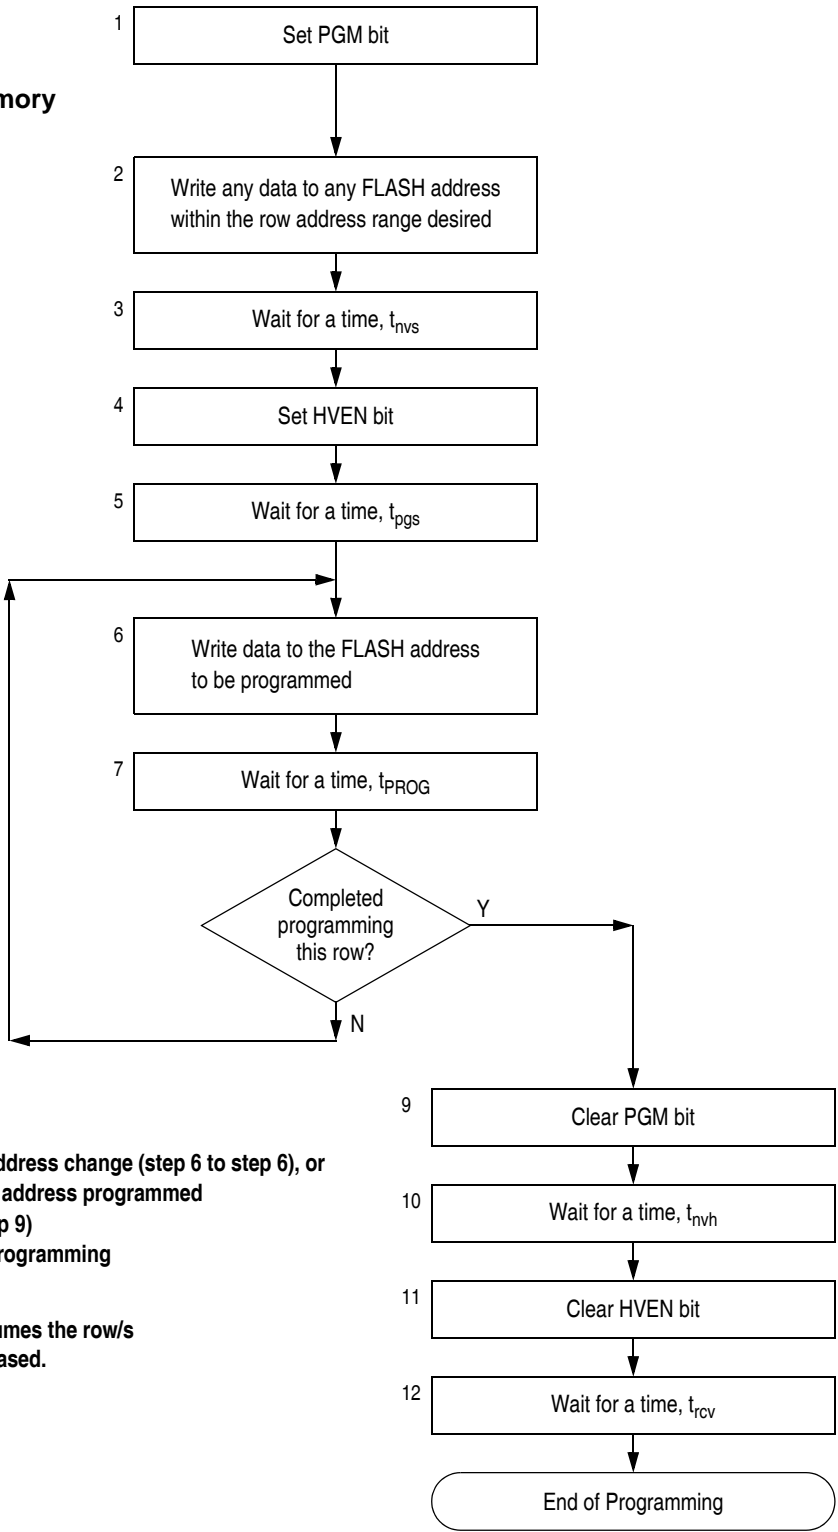 1
Set PGM bit
mory
2
Write any data to any FLASH address
within the row address range desired
3
Wait for a time, tnvs
4
Set HVEN bit
5
Wait for a time, tpgs
6
Write data to the FLASH address
to be programmed
7
Wait for a time, tPROG
Completed
programming
this row?
Y
N
9
Clear PGM bit
ddress change (step 6 to step 6), or
address programmed
p 9)
rogramming
10
Wait for a time, tnvh
11
Clear HVEN bit
umes the row/s
ased.
12
Wait for a time, trcv
End of Programming